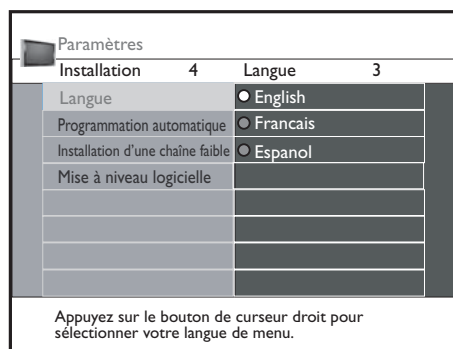 Paramètres
Installation 4 Langue 3
Langue
English
Programmation automatique
Francais
Installation d'une chaîne faible
Espanol
Mise à niveau logicielle
Appuyez sur le bouton de curseur droit pour
sélectionner votre langue de menu.